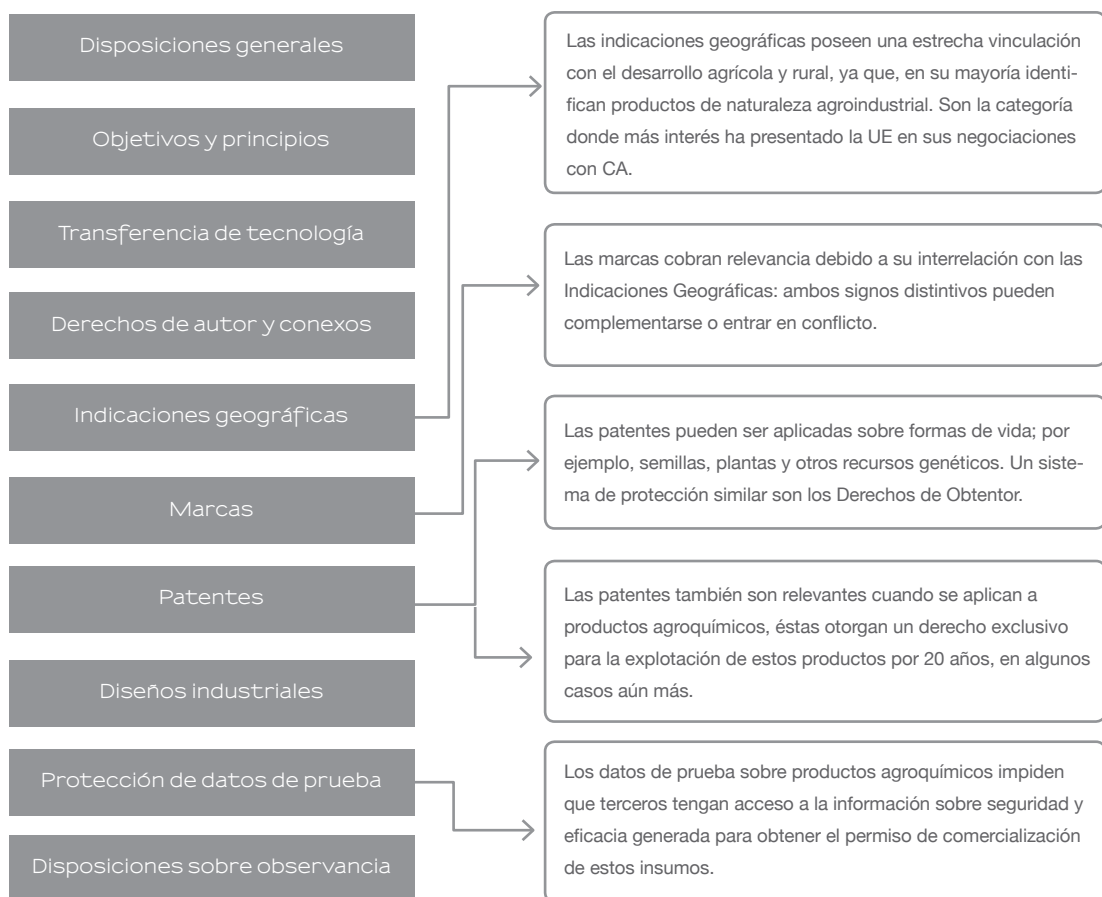 Disposiciones generales
Objetivos y principios
Transferencia de tecnología
Derechos de autor y conexos
Indicaciones geográficas
Marcas
Patentes
Diseños industriales
Protección de datos de prueba
Disposiciones sobre observancia
Las indicaciones geográficas poseen una estrecha vinculación
con el desarrollo agrícola y rural, ya que, en su mayoría identi-
fican productos de naturaleza agroindustrial. Son la categoría
donde más interés ha presentado la UE en sus negociaciones
con CA.
Las marcas cobran relevancia debido a su interrelación con las
Indicaciones Geográficas: ambos signos distintivos pueden
complementarse o entrar en conflicto.
Las patentes pueden ser aplicadas sobre formas de vida; por
ejemplo, semillas, plantas y otros recursos genéticos. Un siste-
ma de protección similar son los Derechos de Obtentor.
Las patentes también son relevantes cuando se aplican a
productos agroquímicos, éstas otorgan un derecho exclusivo
para la explotación de estos productos por 20 años, en algunos
casos aún más.
Los datos de prueba sobre productos agroquímicos impiden
que terceros tengan acceso a la información sobre seguridad y
eficacia generada para obtener el permiso de comercialización
de estos insumos.